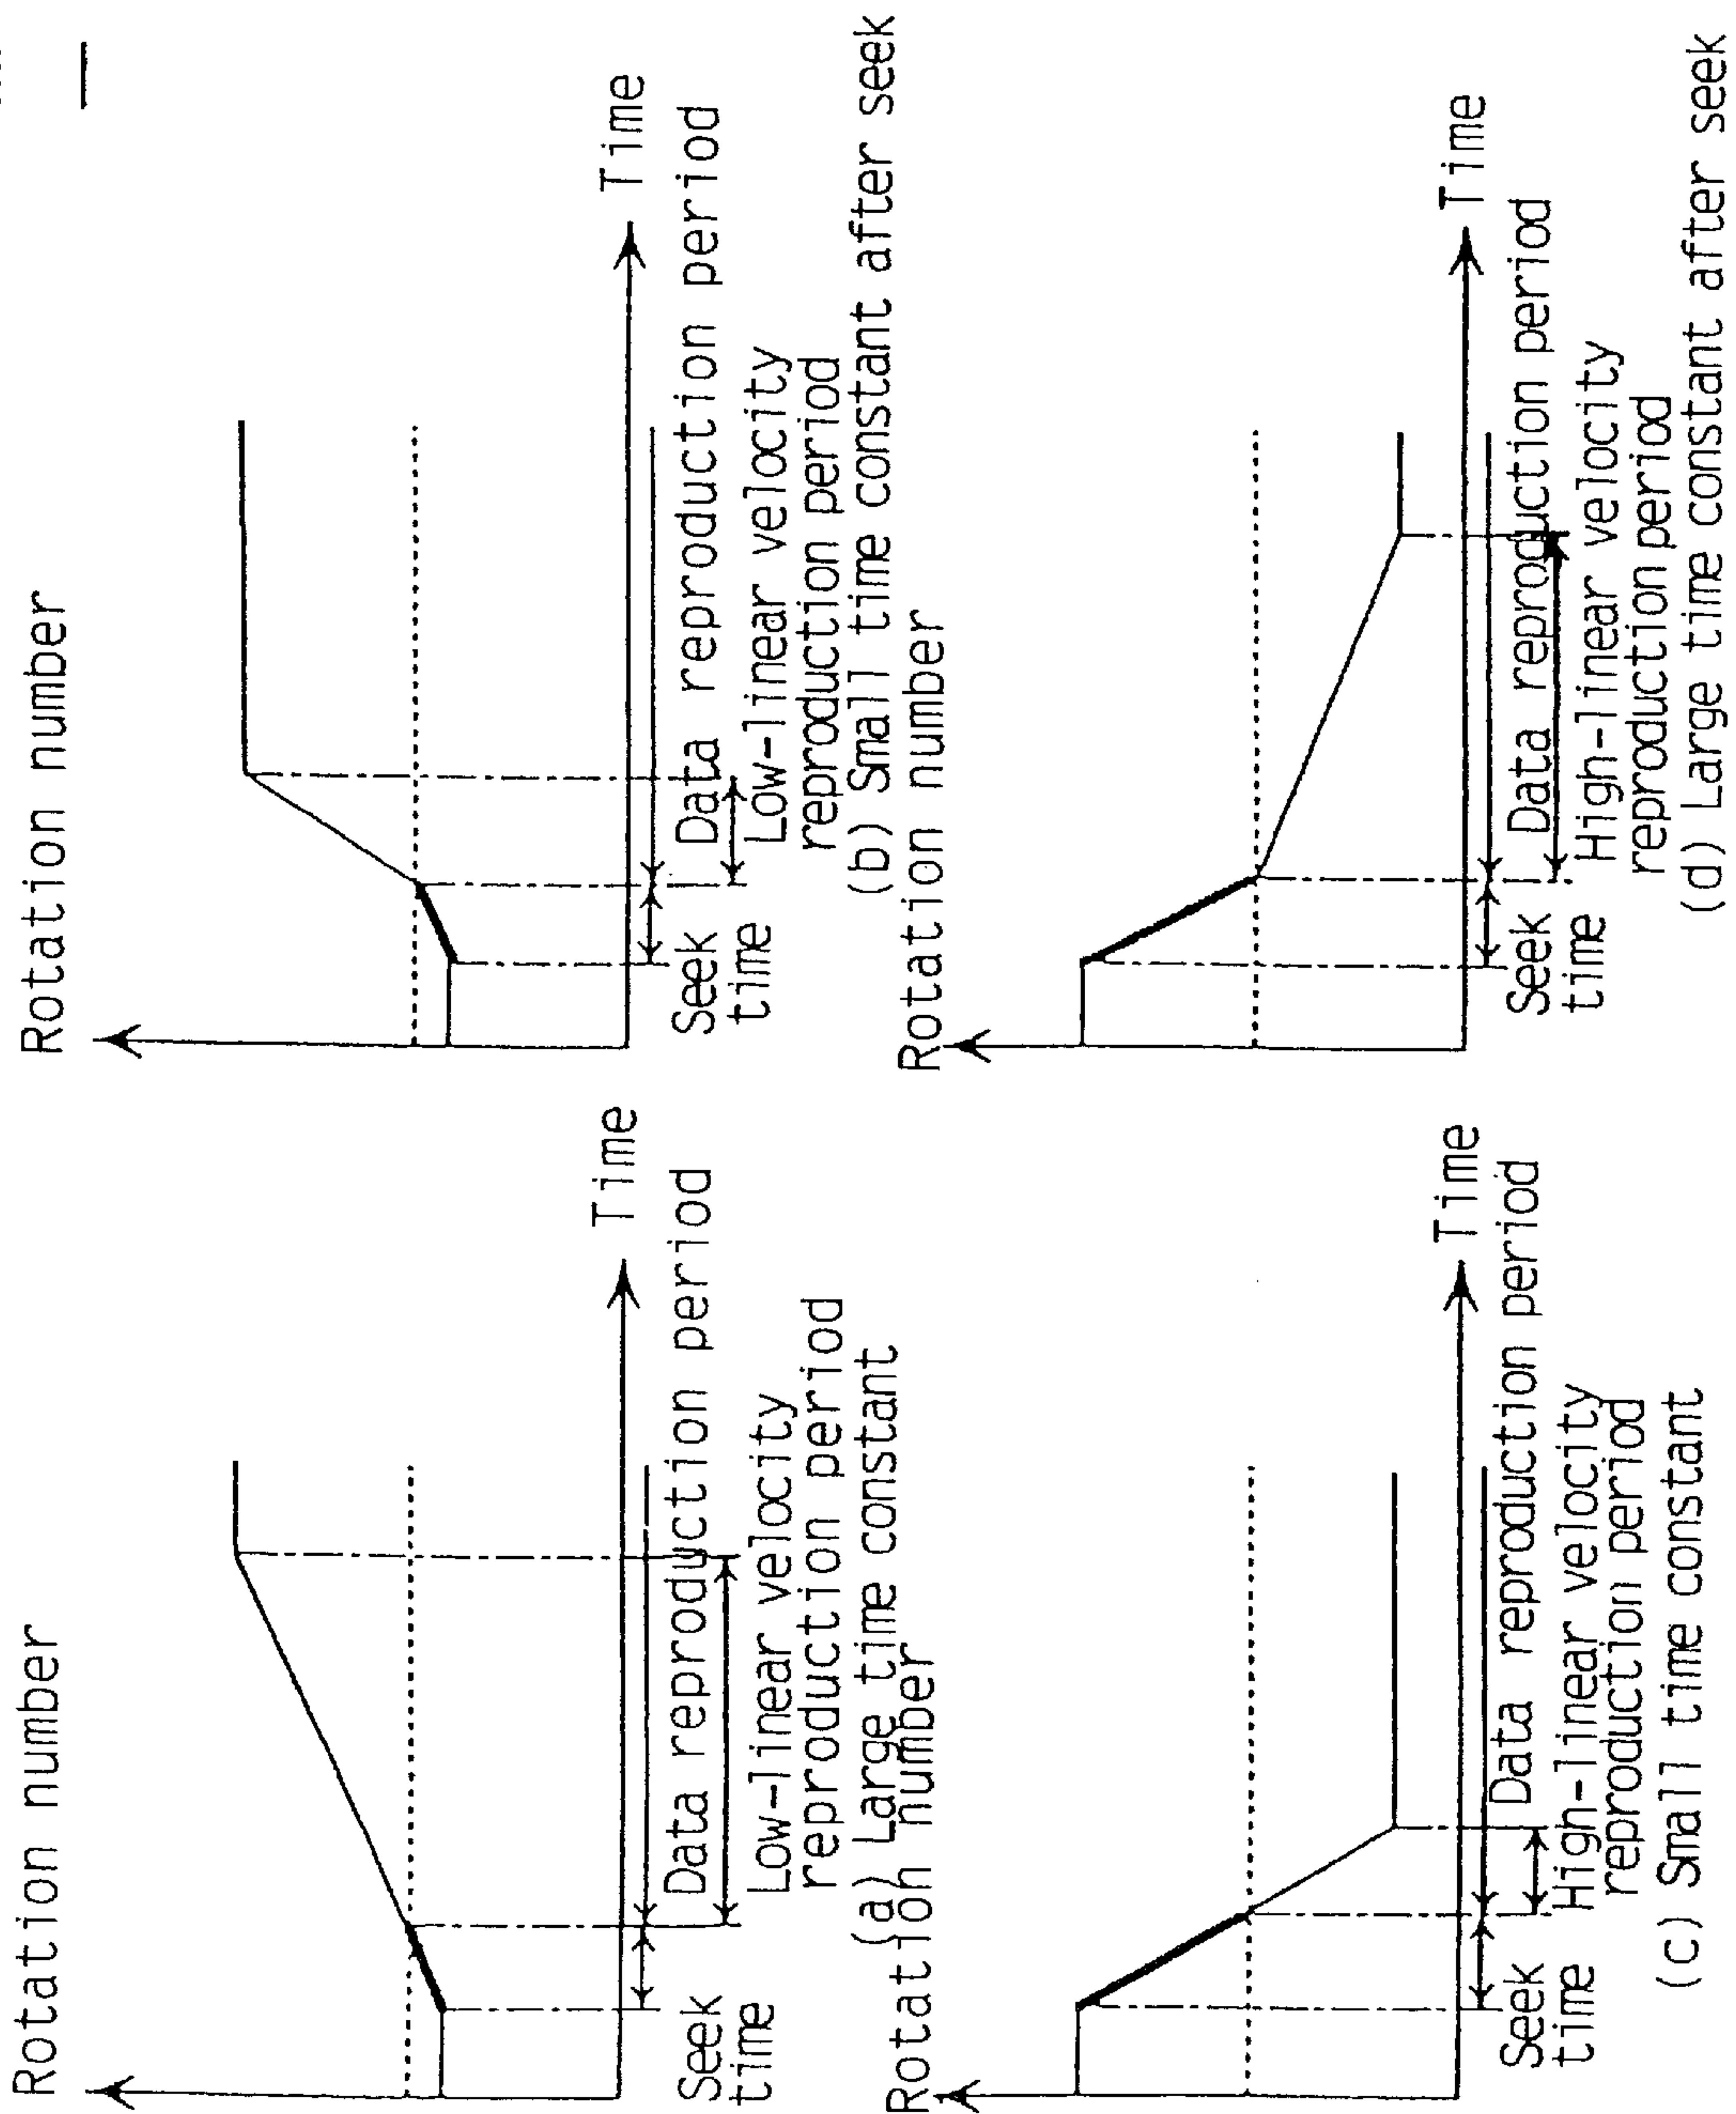 Rotation number
Time
Seek
time
Data reproduction period
Low-linear velocity
reproduction period
(a) Large time constant
Rotation number
Time
Seek
time
Data reproduction period
Low-linear velocity
reproduction period
(b) Small time constant after seek
Rotation number
Time
Seek
time
Data reproduction period
High-linear velocity
reproduction period
(c) Small time constant
Rotation number
Time
Seek
time
Data reproduction period
High-linear velocity
reproduction period
(d) Large time constant after seek